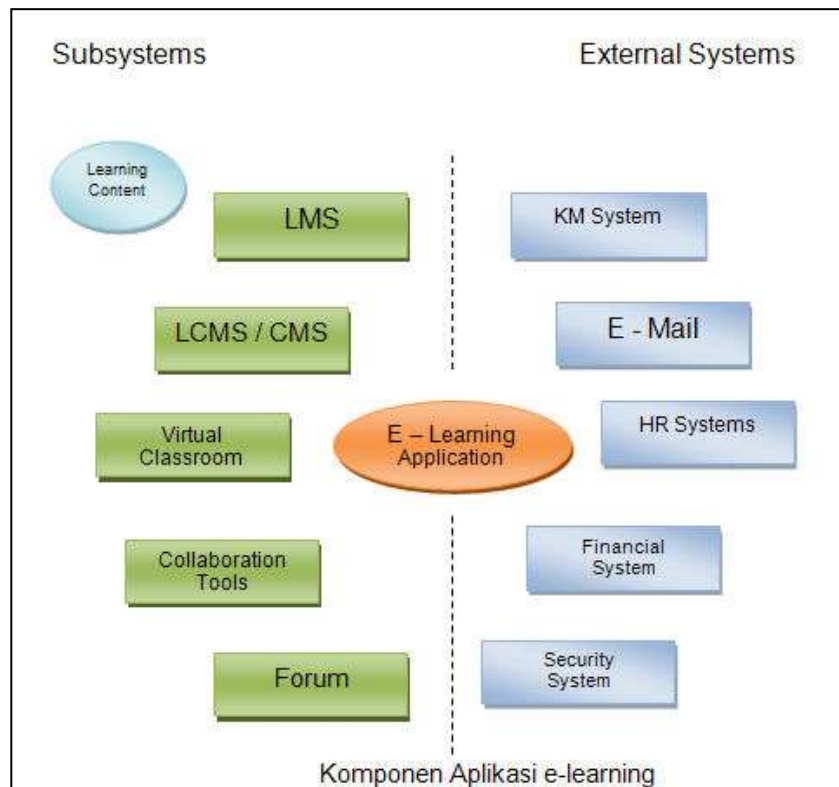 Subsystems
External Systems
Learning
Content
LMS
KM System
LCMS / CMS
E - Mail
Virtual
Classroom
E – Learning
Application
HR Systems
Collaboration
Tools
Financial
System
Forum
Security
System
Komponen Aplikasi e-learning